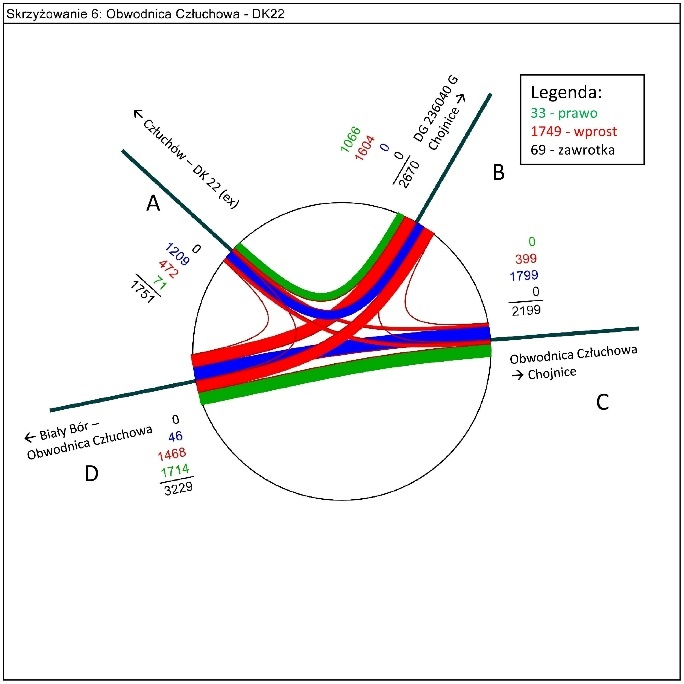 Skrzyżowanie 6: Obwodnica Człuchowa - DK22
Legenda:
33 - prawo
1749 - wprost
69 - zawrotka
← Człuchów – DK 22 (ex)
A
0
1209
472
71
1751
DG 236040 G
Chojnice →
B
1066
1604
0
0
2670
0
399
1799
0
2199
Obwodnica Człuchowa
→ Chojnice
C
← Biały Bór –
Obwodnica Człuchowa
D
0
46
1468
1714
3229